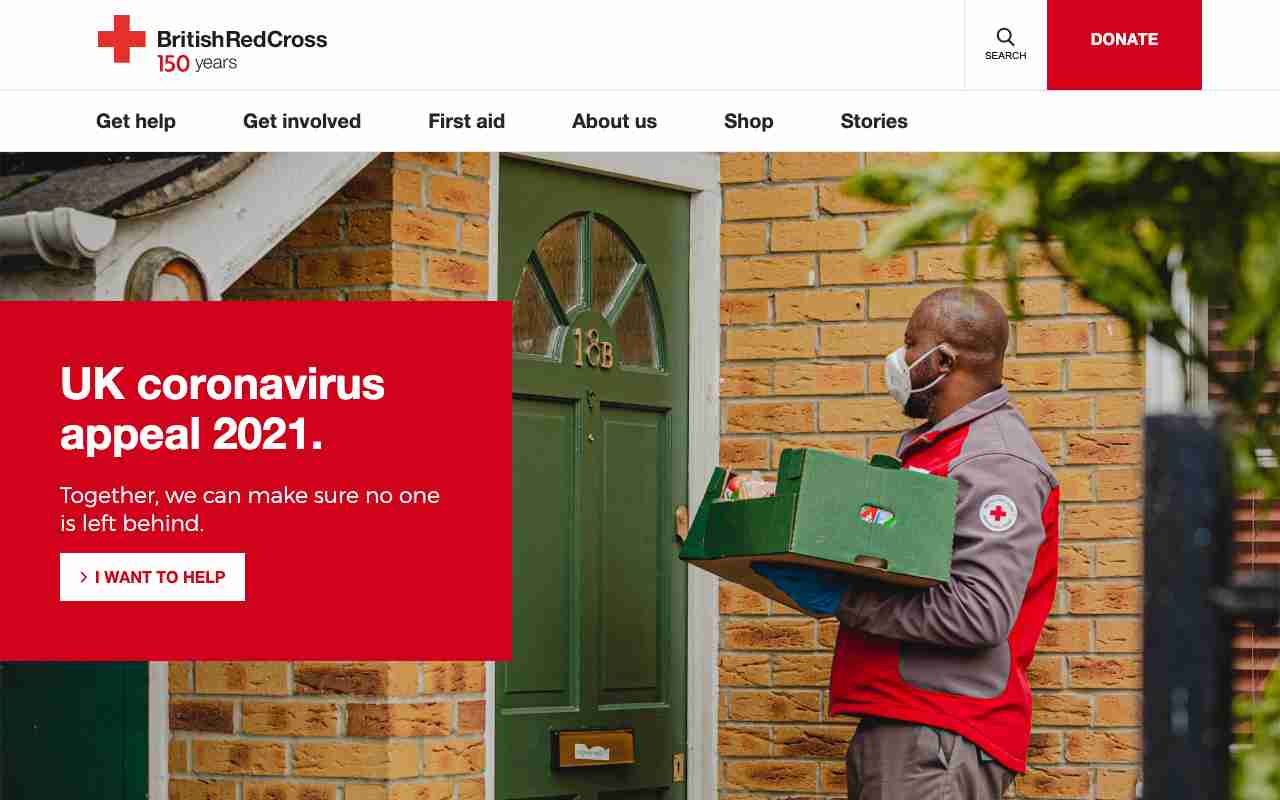 BritishRedCross
150 years
SEARCH
DONATE
Get help
Get involved
First aid
About us
Shop
Stories
18B
UK coronavirus
appeal 2021.
Together, we can make sure no one
is left behind.
I WANT TO HELP